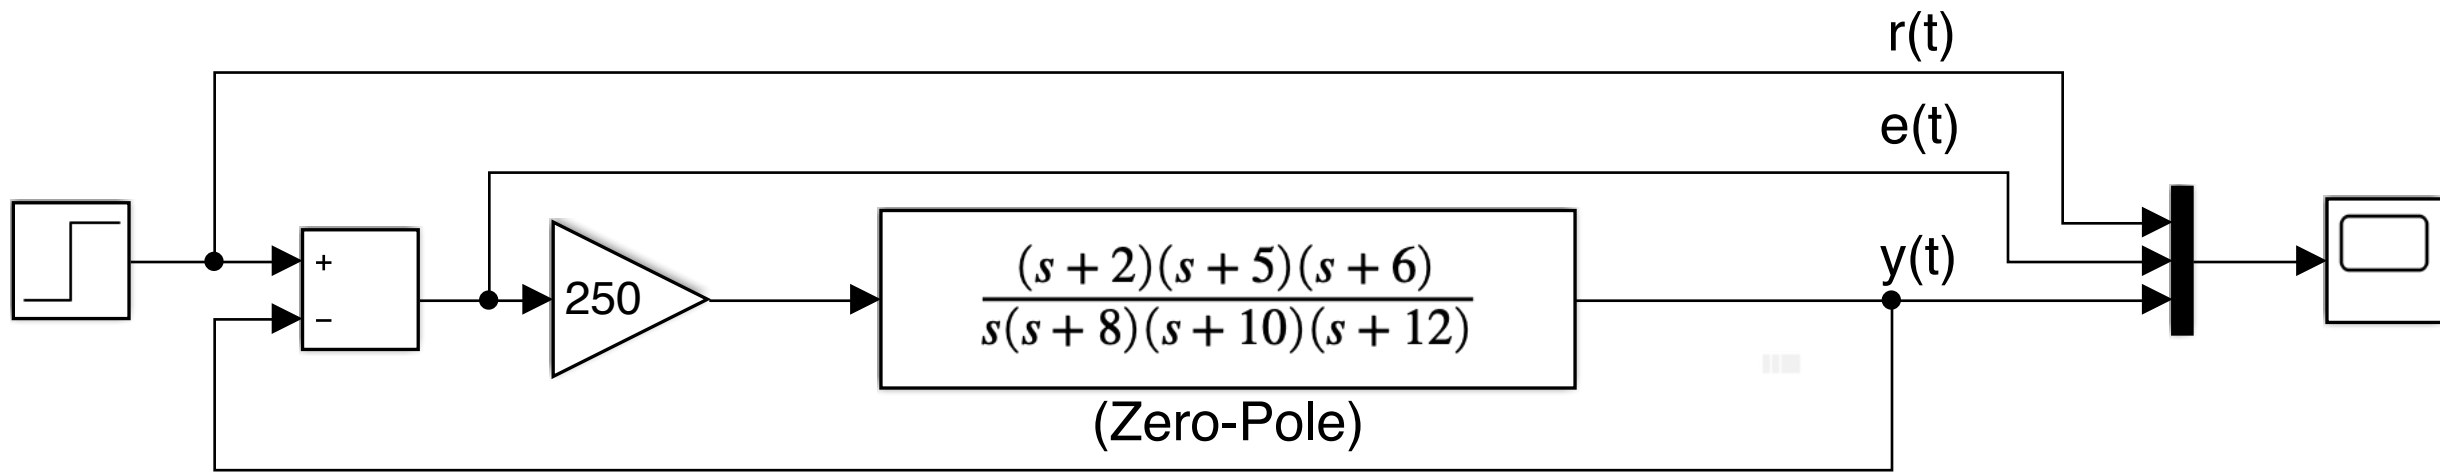 r(t)
e(t)
y(t)
+
−
250
(s + 2)(s + 5)(s + 6)
s(s + 8)(s + 10)(s + 12)
(Zero-Pole)